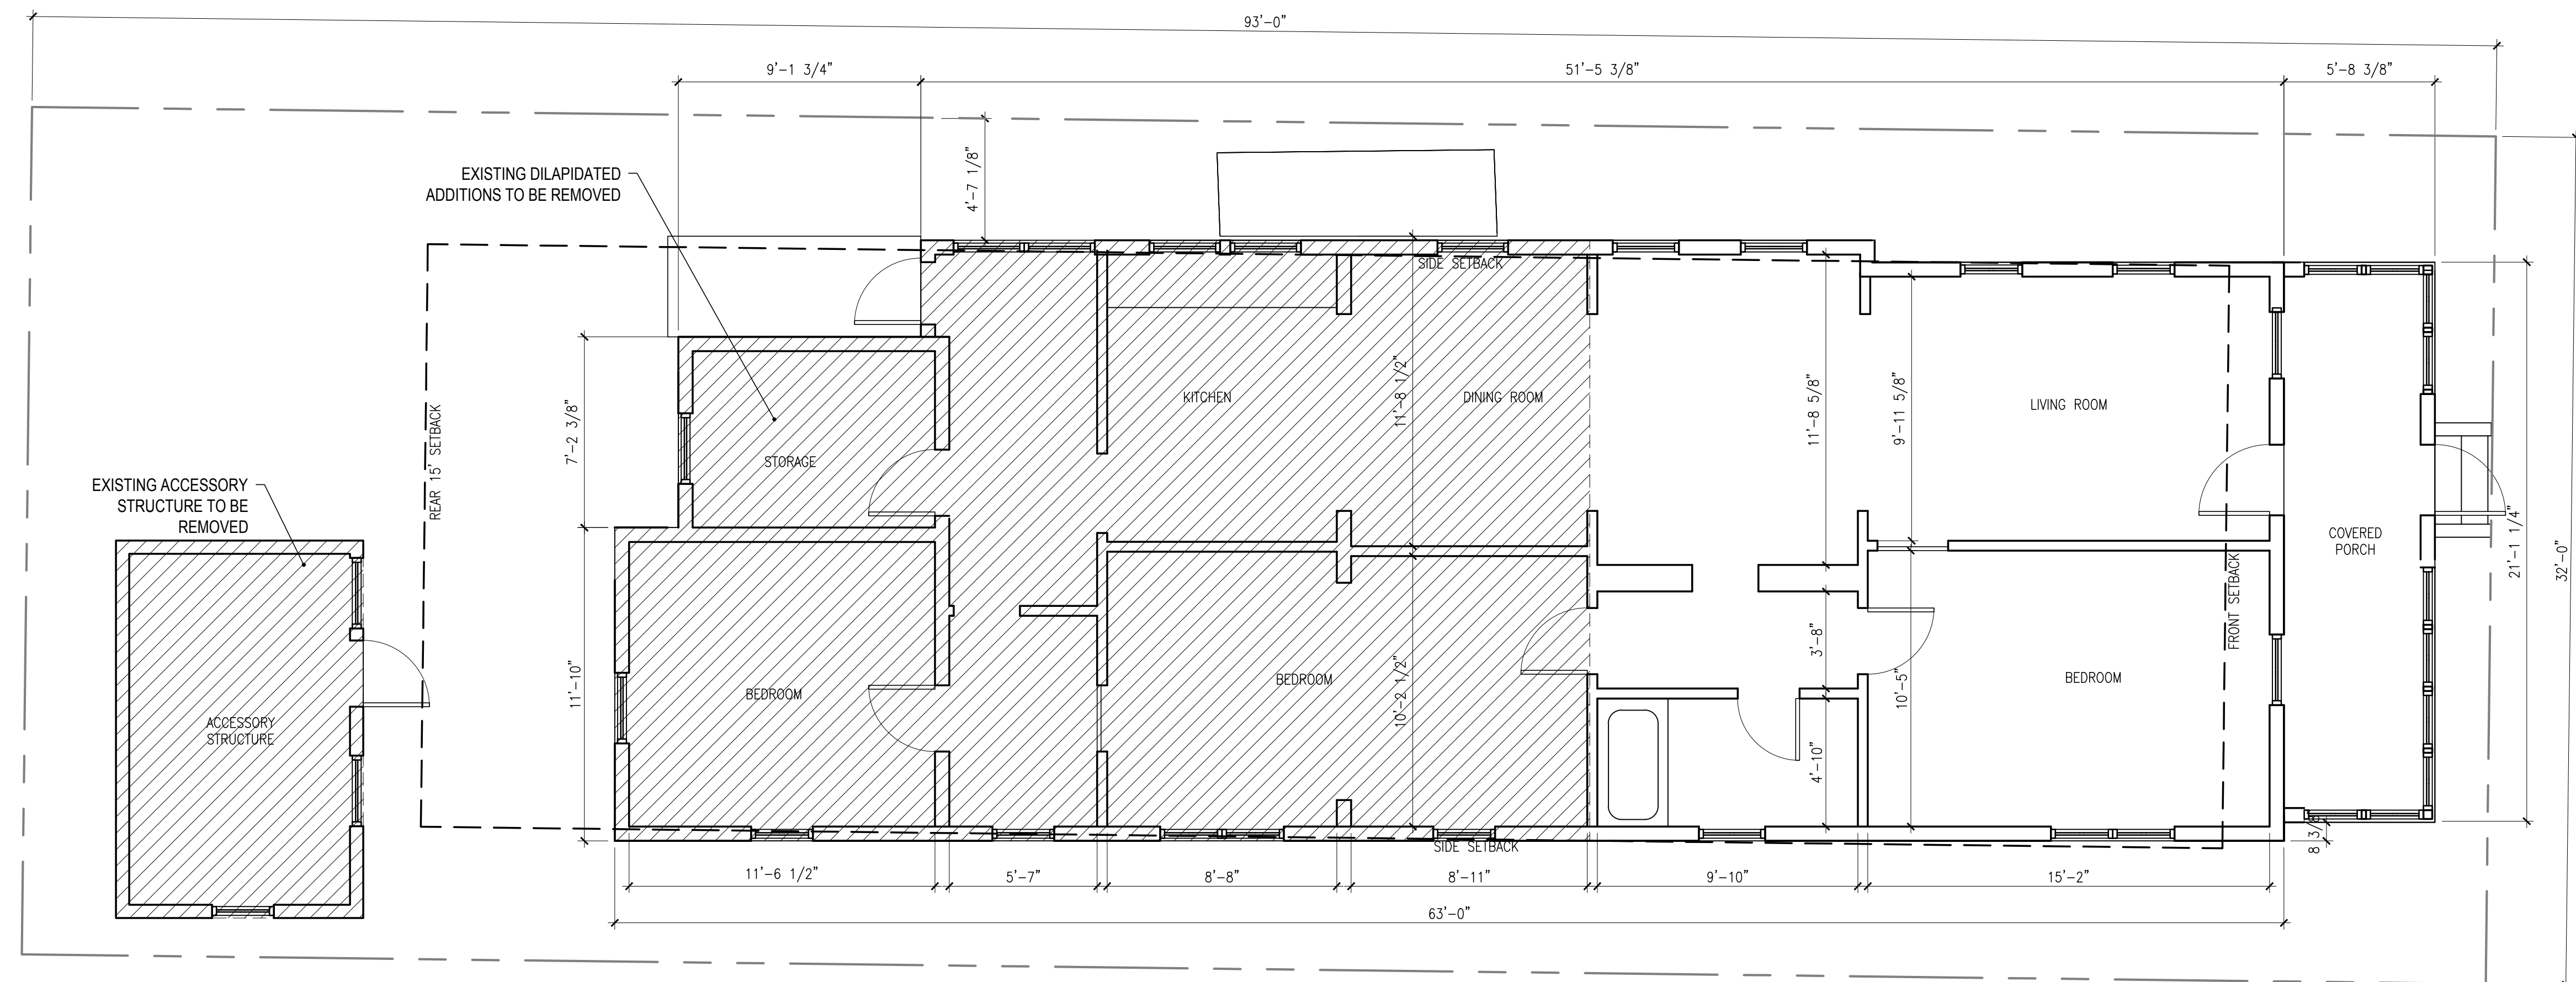 93'-0"
9'-1 3/4"
51'-5 3/8"
5'-8 3/8"
4'-7 1/8"
EXISTING DILAPIDATED
ADDITIONS TO BE REMOVED
SIDE SETBACK
KITCHEN
DINING ROOM
11'-8 1/2"
11'-8 5/8"
9'-11 5/8"
LIVING ROOM
7'-2 3/8"
STORAGE
REAR 15' SETBACK
EXISTING ACCESSORY
STRUCTURE TO BE
REMOVED
COVERED
PORCH
21'-1 1/4"
32'-0"
FRONT SETBACK
11'-10"
BEDROOM
BEDROOM
10'-2 1/2"
3'-8"
10'-5"
BEDROOM
ACCESSORY
STRUCTURE
4'-10"
8 3/8"
SIDE SETBACK
11'-6 1/2"
5'-7"
8'-8"
8'-11"
9'-10"
15'-2"
63'-0"